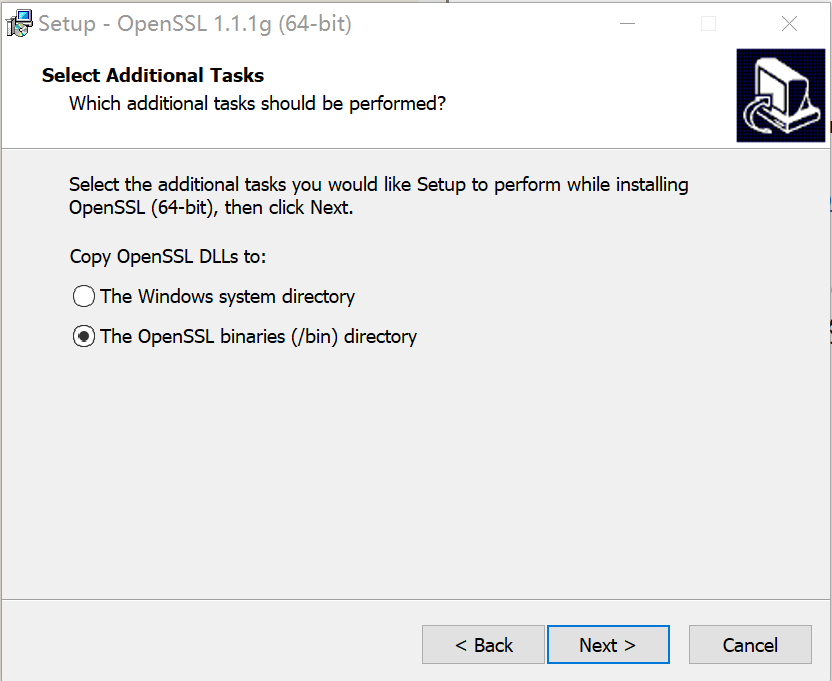 Setup - OpenSSL 1.1.1g (64-bit)
Select Additional Tasks
Which additional tasks should be performed?
Select the additional tasks you would like Setup to perform while installing
OpenSSL (64-bit), then click Next.
Copy OpenSSL DLLs to:
The Windows system directory
The OpenSSL binaries (/bin) directory
< Back
Next >
Cancel